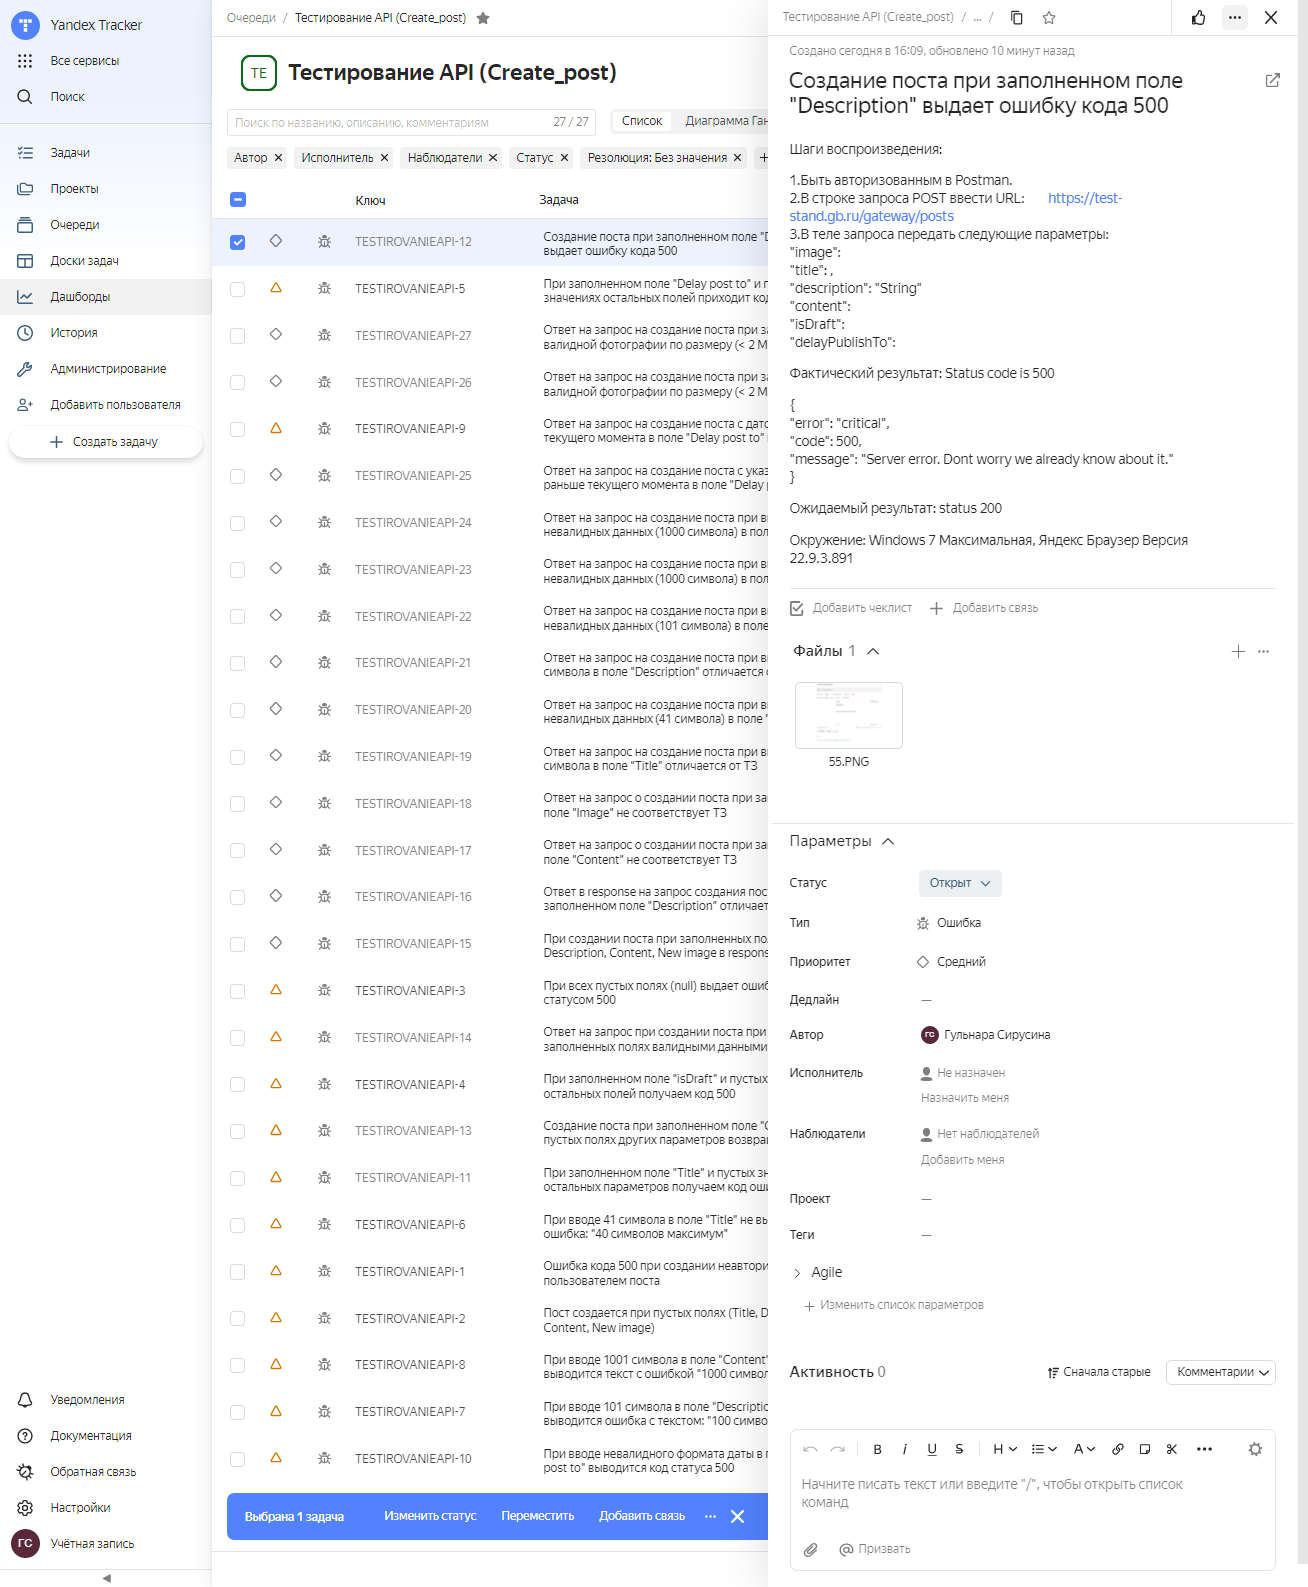 Yandex Tracker
Все сервисы
Поиск
Задачи
Проекты
Очереди
Доски задач
Дашборды
История
Администрирование
Добавить пользователя
Создать задачу
Уведомления
Документация
Обратная связь
Настройки
ГС Учётная запись
Очереди / Тестирование API (Create_post)
TE Тестирование API (Create_post)
Поиск по названию, описанию, комментариям 27 / 27
Список Диаграмма Ган
Автор Исполнитель Наблюдатели Статус Резолюция: Без значения
Ключ Задача
TESTIROVANIEAPI-12 Создание поста при заполненном поле "D
выдает ошибку кода 500
TESTIROVANIEAPI-5 При заполненном поле "Delay post to" и п
значениях остальных полей приходит код
TESTIROVANIEAPI-27 Ответ на запрос на создание поста при за
валидной фотографии по размеру (< 2 М
TESTIROVANIEAPI-26 Ответ на запрос на создание поста при за
валидной фотографии по размеру (< 2 М
TESTIROVANIEAPI-9 Ответ на запрос на создание поста с дато
текущего момента в поле "Delay post to"
TESTIROVANIEAPI-25 Ответ на запрос на создание поста с указ
раньше текущего момента в поле "Delay p
TESTIROVANIEAPI-24 Ответ на запрос на создание поста при в
невалидных данных (1000 символа) в пол
TESTIROVANIEAPI-23 Ответ на запрос на создание поста при в
невалидных данных (1000 символа) в пол
TESTIROVANIEAPI-22 Ответ на запрос на создание поста при в
невалидных данных (101 символа) в поле
TESTIROVANIEAPI-21 Ответ на запрос на создание поста при в
символа в поле "Description" отличается о
TESTIROVANIEAPI-20 Ответ на запрос на создание поста при в
невалидных данных (41 символа) в поле "
TESTIROVANIEAPI-19 Ответ на запрос на создание поста при в
символа в поле "Title" отличается от ТЗ
TESTIROVANIEAPI-18 Ответ на запрос о создании поста при за
поле "Image" не соответствует ТЗ
TESTIROVANIEAPI-17 Ответ на запрос о создании поста при за
поле "Content" не соответствует ТЗ
TESTIROVANIEAPI-16 Ответ в response на запрос создания пос
заполненном поле "Description" отличает
TESTIROVANIEAPI-15 При создании поста при заполненных по
Description, Content, New image в respons
TESTIROVANIEAPI-3 При всех пустых полях (null) выдает ошиб
статусом 500
TESTIROVANIEAPI-14 Ответ на запрос при создании поста при
заполненных полях валидными данными
TESTIROVANIEAPI-4 При заполненном поле "isDraft" и пустых
остальных полей получаем код 500
TESTIROVANIEAPI-13 Создание поста при заполненном поле "C
пустых полях других параметров возвра
TESTIROVANIEAPI-11 При заполненном поле "Title" и пустых зн
остальных параметров получаем код оши
TESTIROVANIEAPI-6 При вводе 41 символа в поле "Title" не вы
ошибка: "40 символов максимум"
TESTIROVANIEAPI-1 Ошибка кода 500 при создании неавтори
пользователем поста
TESTIROVANIEAPI-2 Пост создается при пустых полях (Title, D
Content, New image)
TESTIROVANIEAPI-8 При вводе 1001 символа в поле "Content"
выводится текст с ошибкой "1000 символ
TESTIROVANIEAPI-7 При вводе 101 символа в поле "Descriptio
выводится ошибка с текстом: "100 симво
TESTIROVANIEAPI-10 При вводе невалидного формата даты в п
post to" выводится код статуса 500
Выбрана 1 задача Изменить статус Переместить Добавить связь
Тестирование API (Create_post) / ... /
Создано сегодня в 16:09, обновлено 10 минут назад
Создание поста при заполненном поле
"Description" выдает ошибку кода 500
Шаги воспроизведения:
1.Быть авторизованным в Postman.
2.В строке запроса POST ввести URL: https://test-
stand.gb.ru/gateway/posts
3.В теле запроса передать следующие параметры:
"image":
"title": ,
"description": "String"
"content":
"isDraft":
"delayPublishTo":
Фактический результат: Status code is 500
{
"error": "critical",
"code": 500,
"message": "Server error. Dont worry we already know about it."
}
Ожидаемый результат: status 200
Окружение: Windows 7 Максимальная, Яндекс Браузер Версия
22.9.3.891
Добавить чеклист Добавить связь
Файлы 1
55.PNG
Параметры
Статус Открыт
Тип Ошибка
Приоритет Средний
Дедлайн —
Автор ГС Гульнара Сирусина
Исполнитель Не назначен
Назначить меня
Наблюдатели Нет наблюдателей
Добавить меня
Проект —
Теги —
Agile
Изменить список параметров
Активность 0 Сначала старые Комментарии
B i U S H A
Начните писать текст или введите "/", чтобы открыть список
команд
Призвать